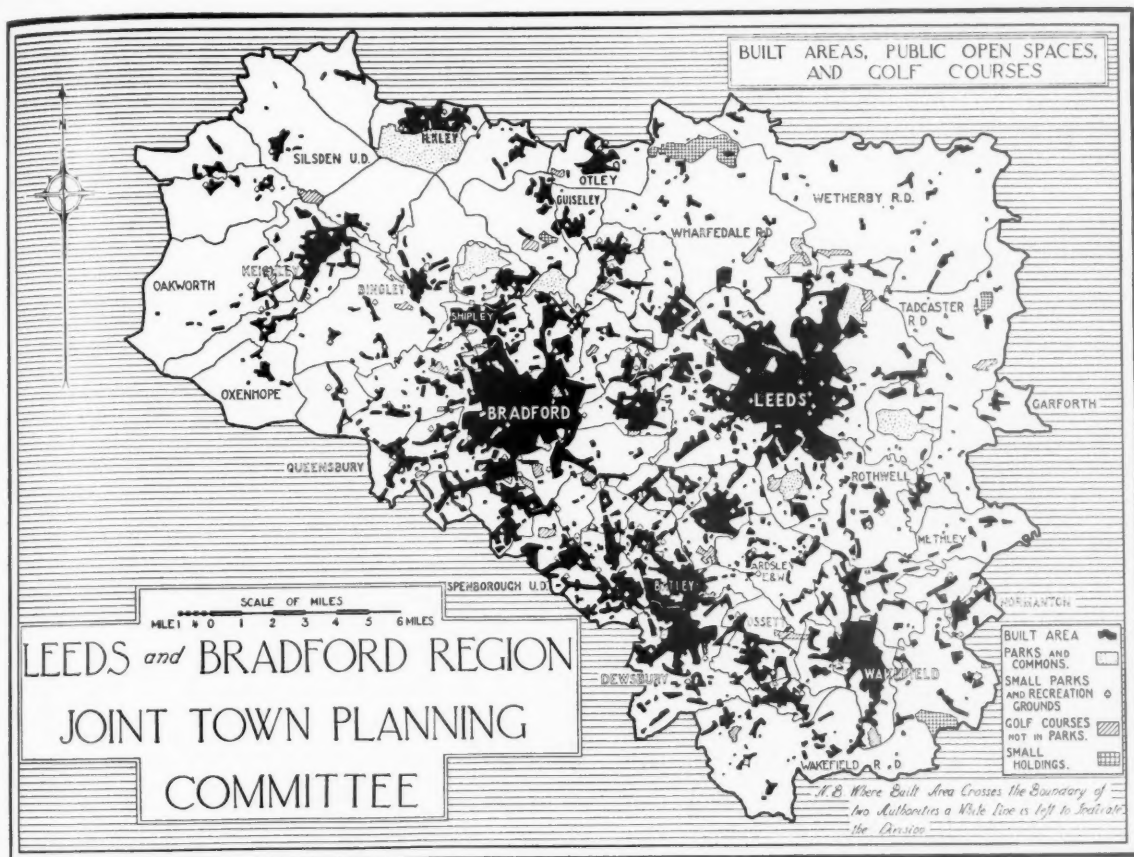 BUILT AREAS, PUBLIC OPEN SPACES,
AND GOLF COURSES
N
ILKLEY
SILSDEN U.D.
OTLEY
GUISELEY
WETHERBY R.D.
WHARFEDALE R.D
KEIGHLEY
OAKWORTH
BINGLEY
SHIPLEY
TADCASTER
R.D
OXENHOPE
BRADFORD
LEEDS
GARFORTH
QUEENSBURY
ROTHWELL
METHLEY
ARDSLEY
E&W
SPENBOROUGH U.D.
BATLEY
NORMANTON
OSSETT
DEWSBURY
WAKEFIELD
WAKEFIELD R.D
SCALE OF MILES
MILE 1 ¾ 0 1 2 3 4 5 6 MILES
LEEDS and BRADFORD REGION
JOINT TOWN PLANNING
COMMITTEE
BUILT AREA
PARKS AND
COMMONS.
SMALL PARKS
AND RECREATION
GROUNDS
GOLF COURSES
NOT IN PARKS.
SMALL
HOLDINGS.
N.B. Where Built Area Crosses the Boundary of
two Authorities a White Line is left to Indicate
the Division